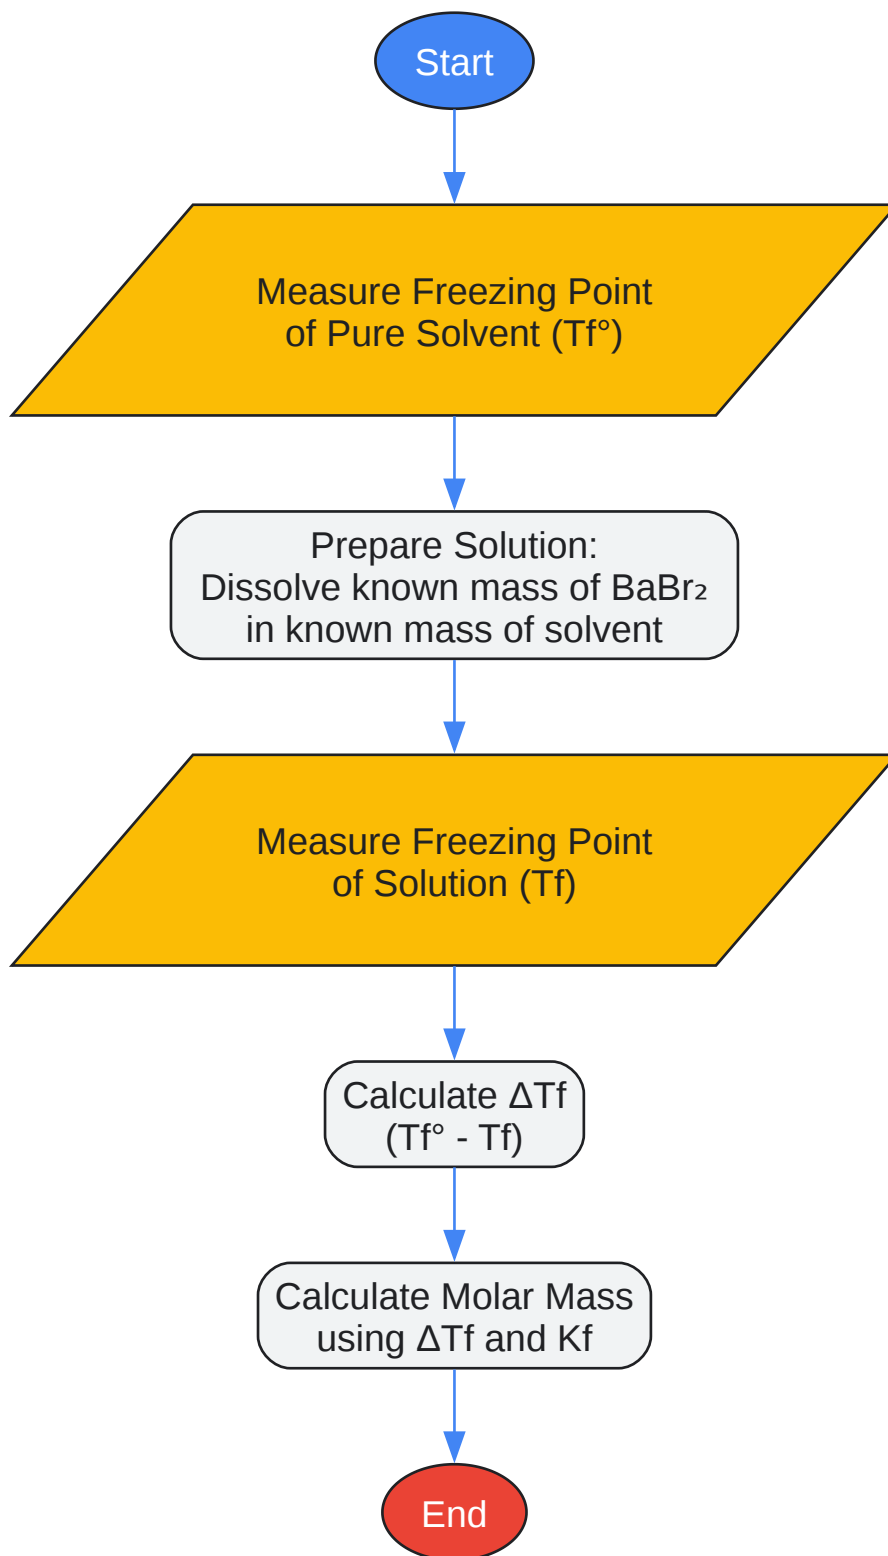 Start
Measure Freezing Point
of Pure Solvent (Tf°)
Prepare Solution:
Dissolve known mass of BaBr₂
in known mass of solvent
Measure Freezing Point
of Solution (Tf)
Calculate ΔTf
(Tf° - Tf)
Calculate Molar Mass
using ΔTf and Kf
End